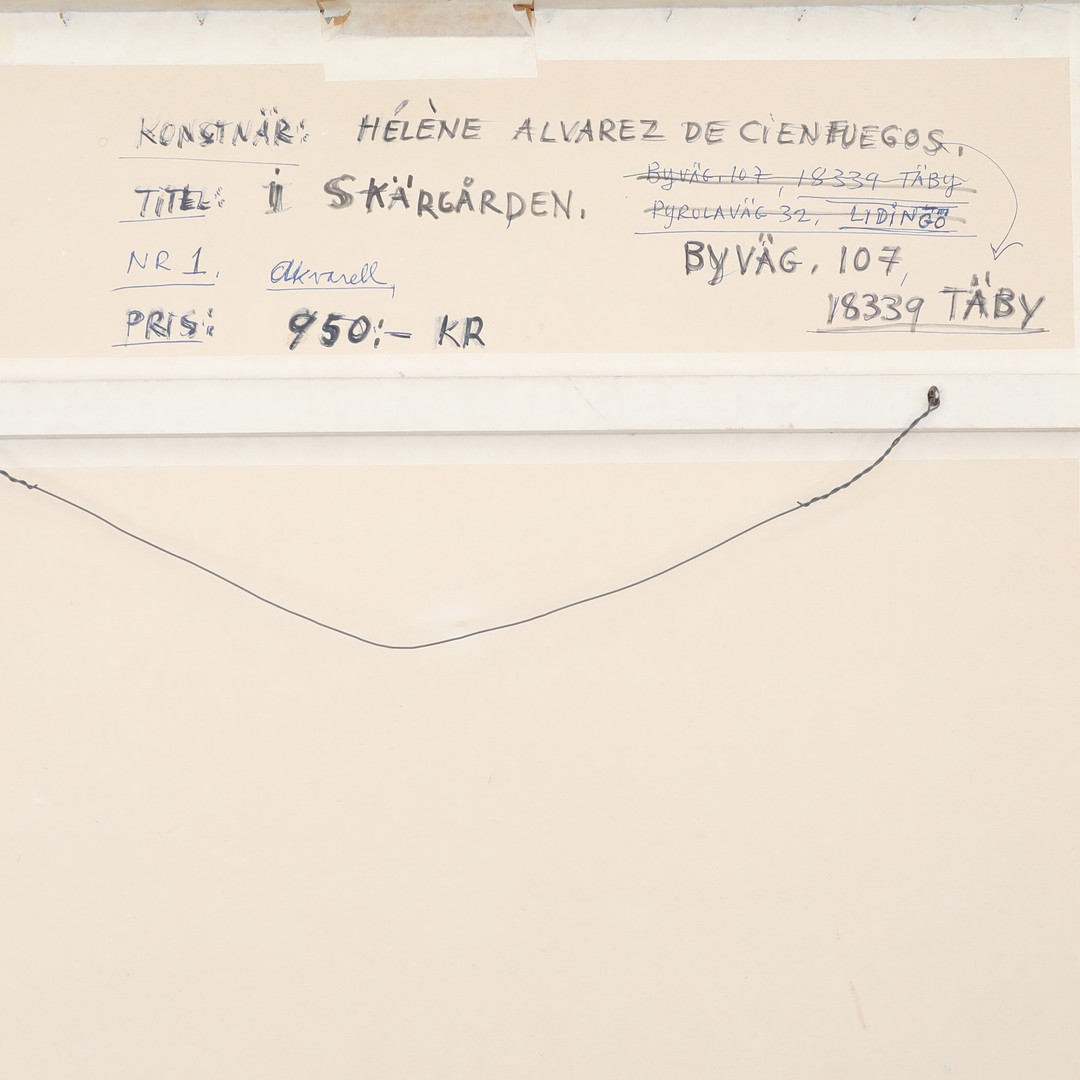 KONSTNÄR: HÉLÈNE ALVAREZ DE CIENFUEGOS.
BYVÄG. 107, 18339 TÄBY
TITEL: I SKÄRGÅRDEN.
PYROLAVÄG 32, LIDINGÖ
NR 1. Akvarell,
BYVÄG. 107,
18339 TÄBY
PRIS: 950:- KR